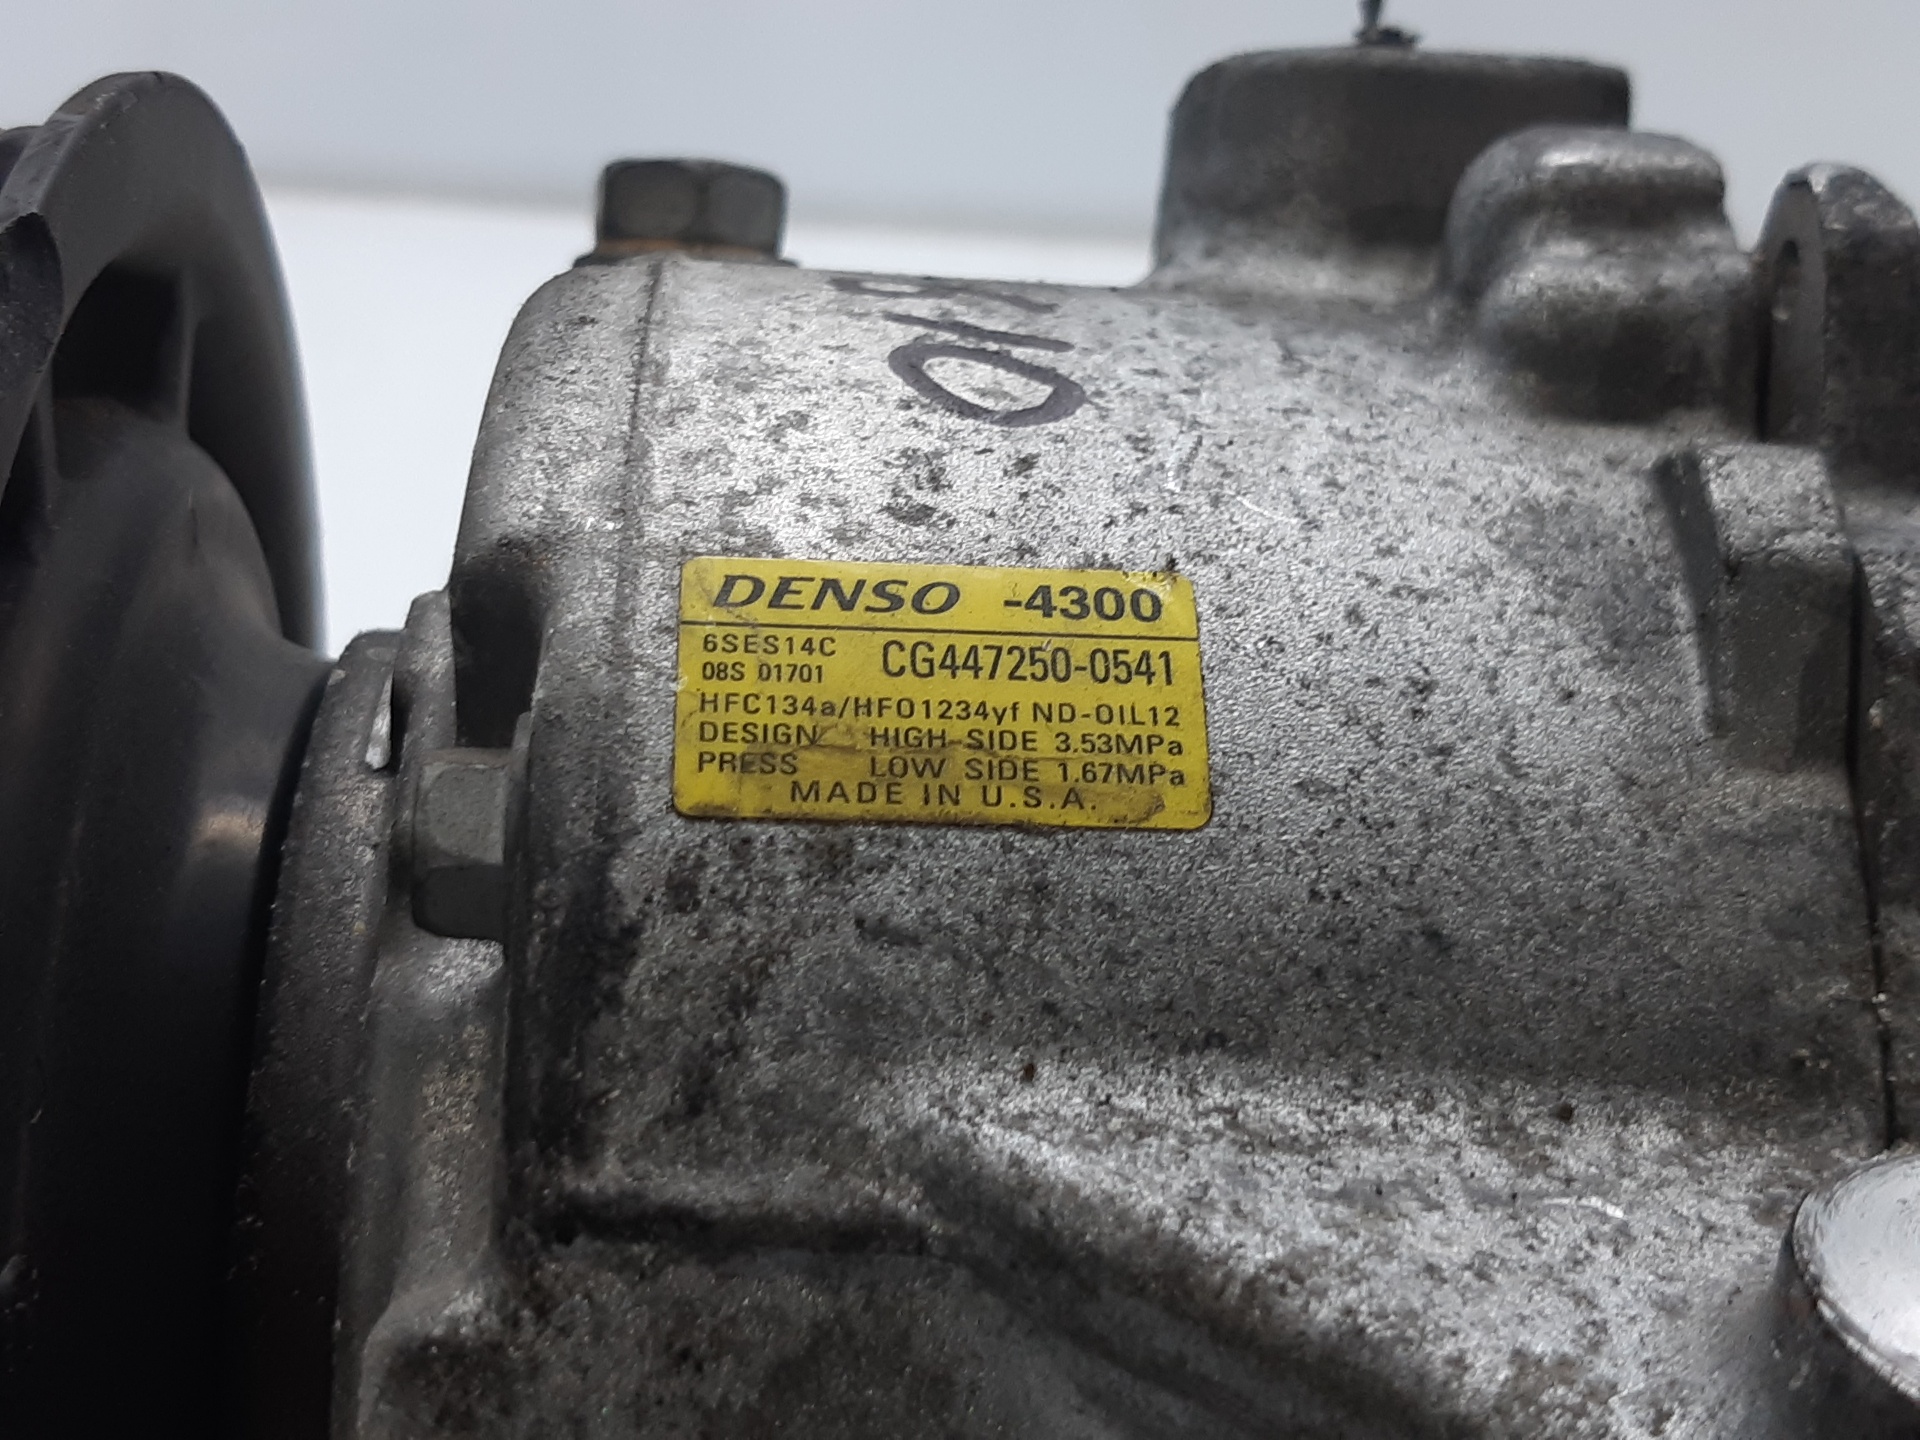 DENSO -4300
6SES14C
08S 01701
CG447250-0541
HFC134a/HFO1234yf ND-OIL12
DESIGN HIGH SIDE 3.53MPa
PRESS LOW SIDE 1.67MPa
MADE IN U.S.A.